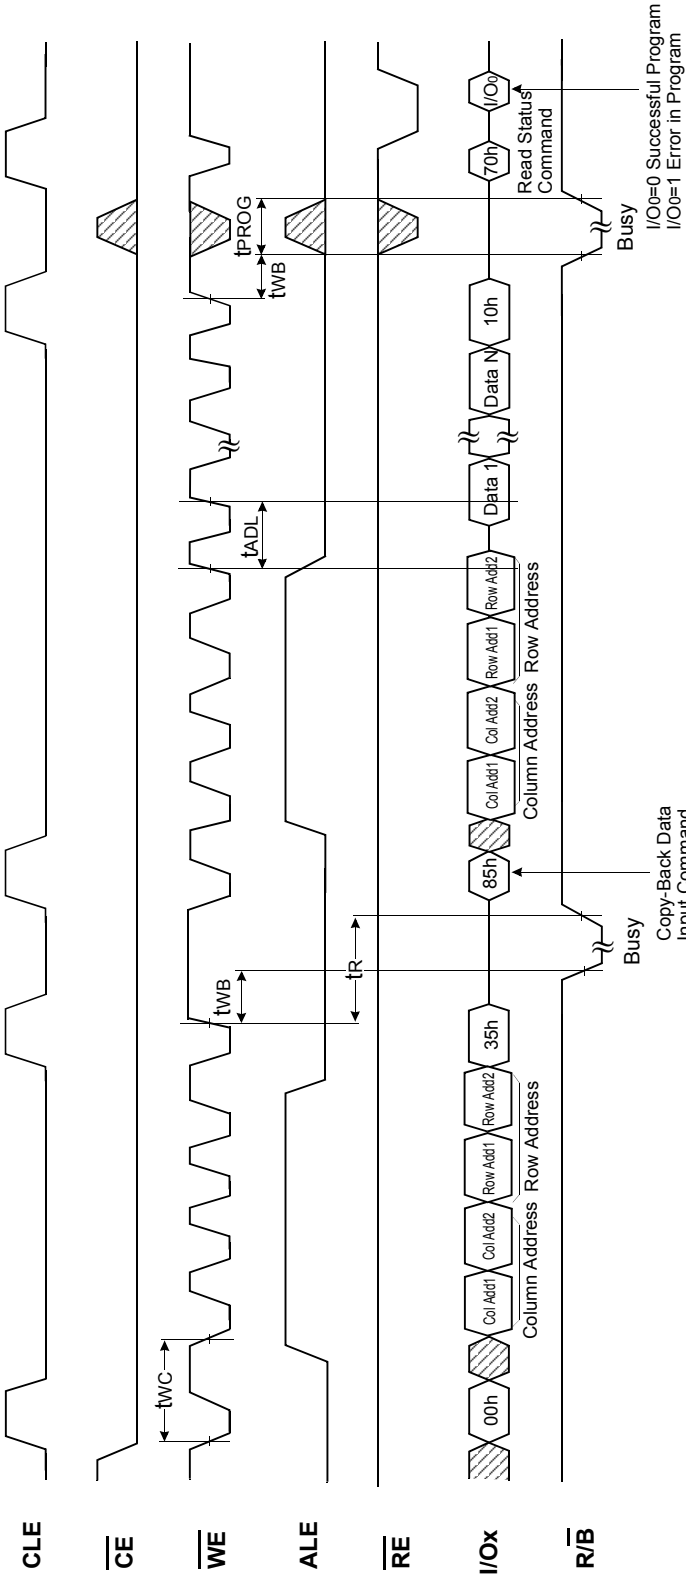 CLE
CE
WE
tWC
tWB
tADL
tWB
tPROG
ALE
tR
RE
I/Ox
00h
Col Add1
Col Add2
Row Add1
Row Add2
35h
85h
Col Add1
Col Add2
Row Add1
Row Add2
Data 1
Data N
10h
70h
I/O0
Column Address
Row Address
Column Address
Row Address
Read Status
Command
R/B
Busy
Busy
Copy-Back Data
Input Command
I/O0=0 Successful Program
I/O0=1 Error in Program